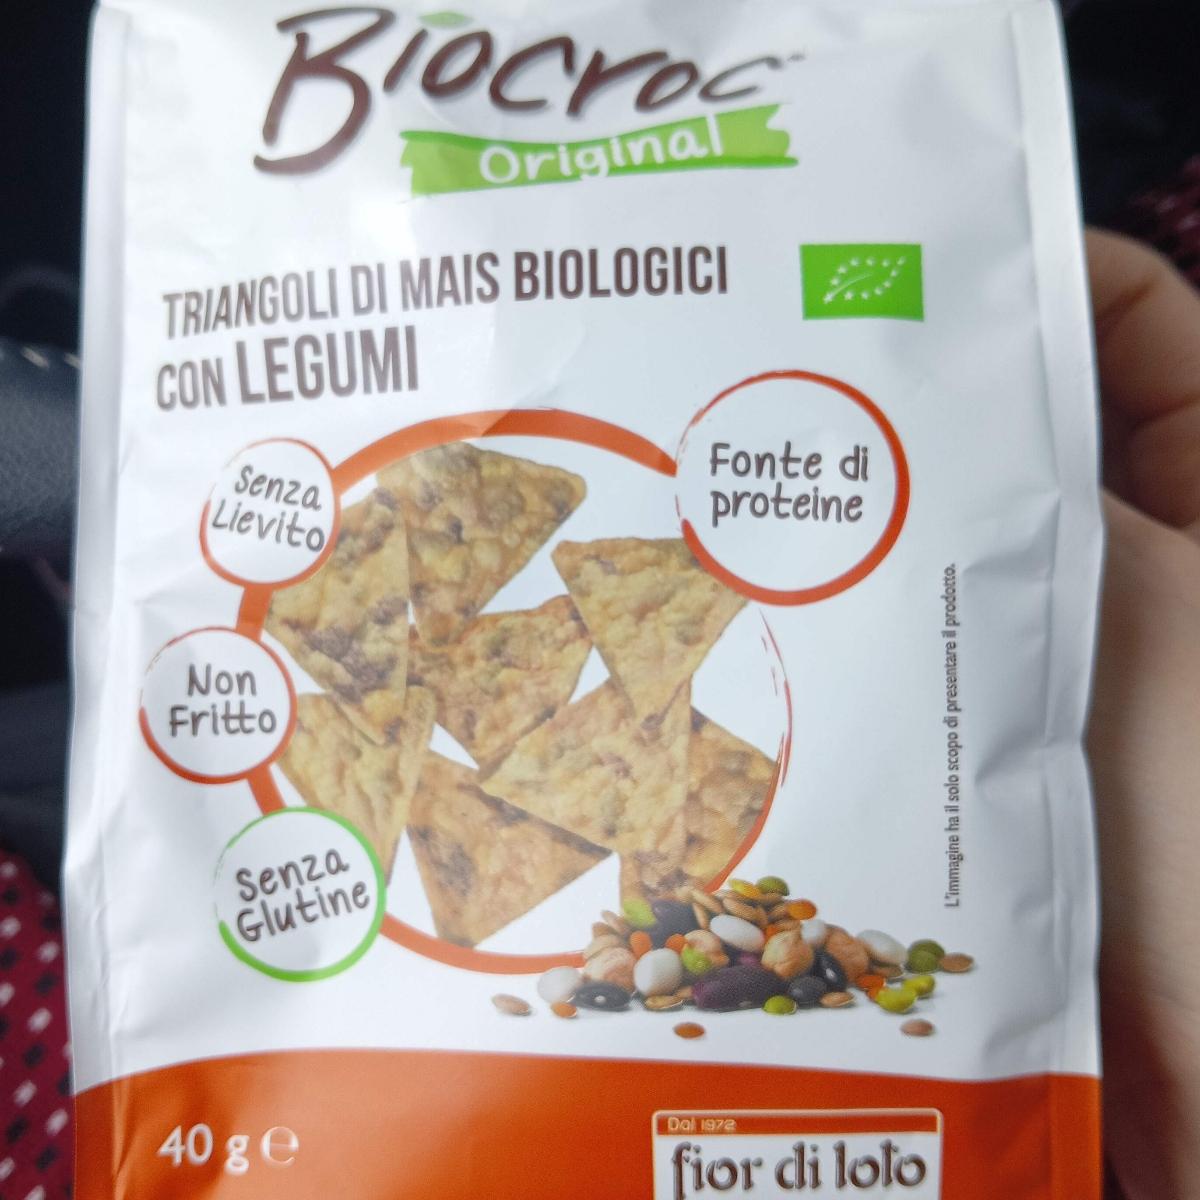 Biocroc™
Original
TRIANGOLI DI MAIS BIOLOGICI
CON LEGUMI
Fonte di
proteine
Senza
Lievito
Non
Fritto
Senza
Glutine
L'immagine ha il solo scopo di presentare il prodotto.
40 g ℮
Dal 1972
fior di loto